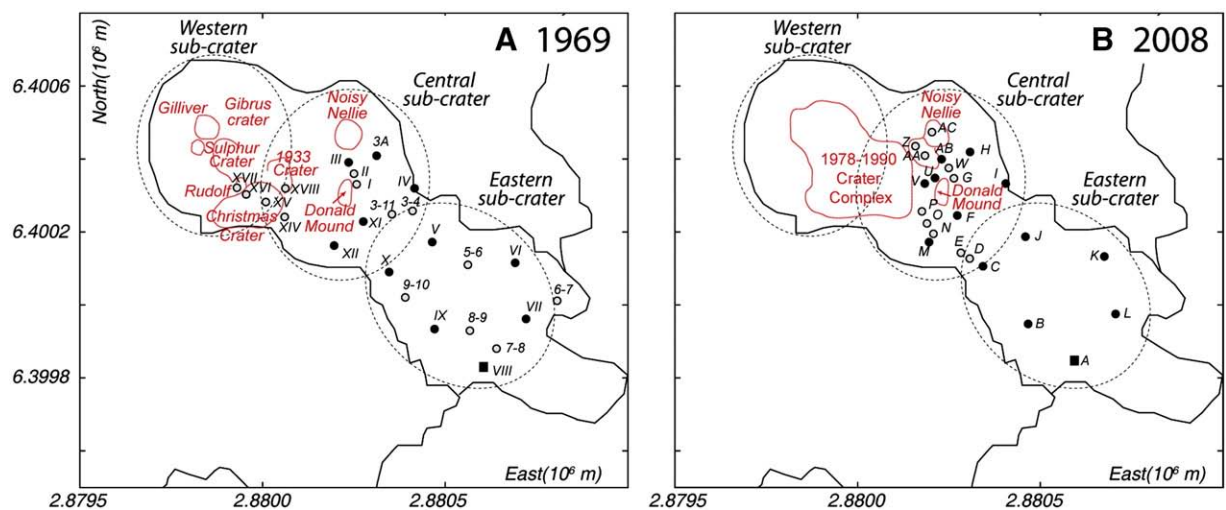 A 1969
North(10⁶ m)
6.4006
6.4002
6.3998
Western
sub-crater
Central
sub-crater
Eastern
sub-crater
Gilliver
Gibrus
crater
Noisy
Nellie
Sulphur
Crater
1933
Crater
3A
III
II
I
IV
XVII
XVI
XVIII
Rudolf
XV
Christmas
Crater
XIV
Donald
Mound
3-11
3-4
XI
XII
V
VI
X
5-6
9-10
6-7
VII
IX
8-9
7-8
VIII
East(10⁶ m)
2.8795
2.8800
2.8805
B 2008
Western
sub-crater
Central
sub-crater
Eastern
sub-crater
Noisy
Nellie
AC
Z
AB
AA
H
W
U
G
V
I
1978-1990
Crater
Complex
Donald
Mound
P
F
N
M
E
D
C
J
K
B
L
A
East(10⁶ m)
2.8795
2.8800
2.8805